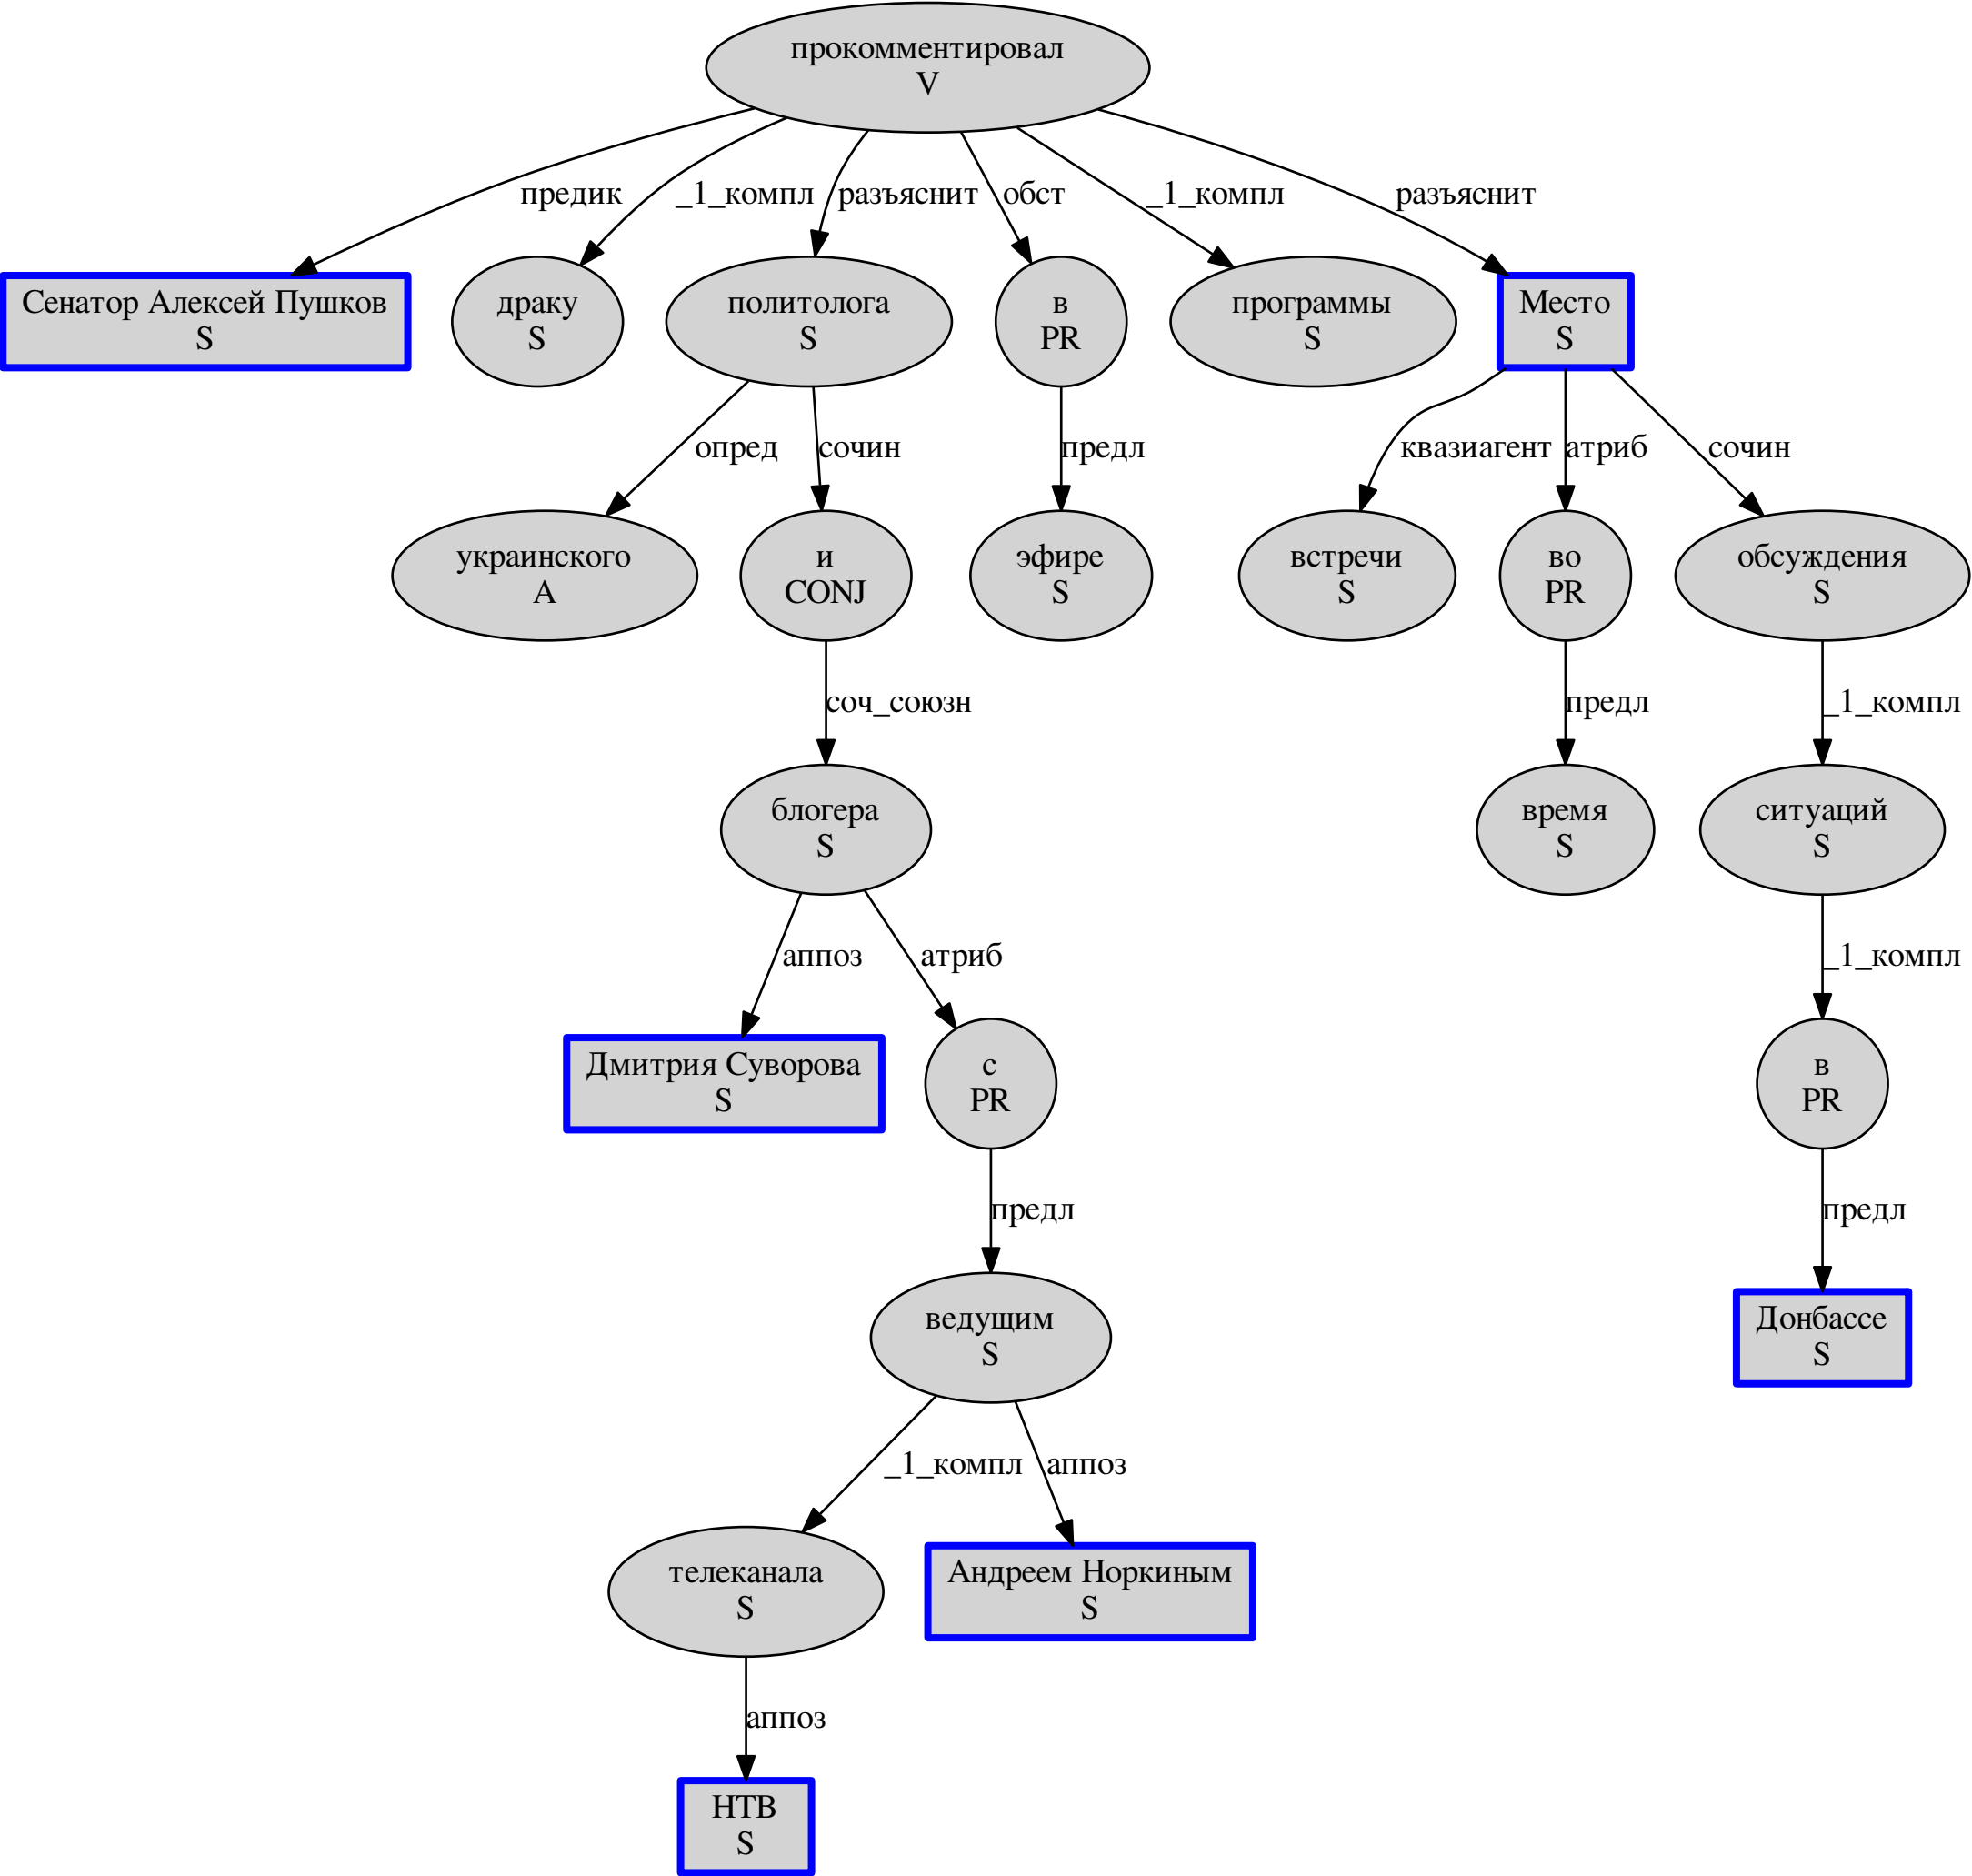 прокомментировал
V
предик
_1_компл
разъяснит
обст
_1_компл
разъяснит
Сенатор Алексей Пушков
S
драку
S
политолога
S
в
PR
программы
S
Место
S
опред
сочин
предл
квазиагент
атриб
сочин
украинского
A
и
CONJ
эфире
S
встречи
S
во
PR
обсуждения
S
соч_союзн
предл
_1_компл
блогера
S
время
S
ситуаций
S
аппоз
атриб
_1_компл
Дмитрия Суворова
S
с
PR
в
PR
предл
предл
ведущим
S
Донбассе
S
_1_компл
аппоз
телеканала
S
Андреем Норкиным
S
аппоз
НТВ
S